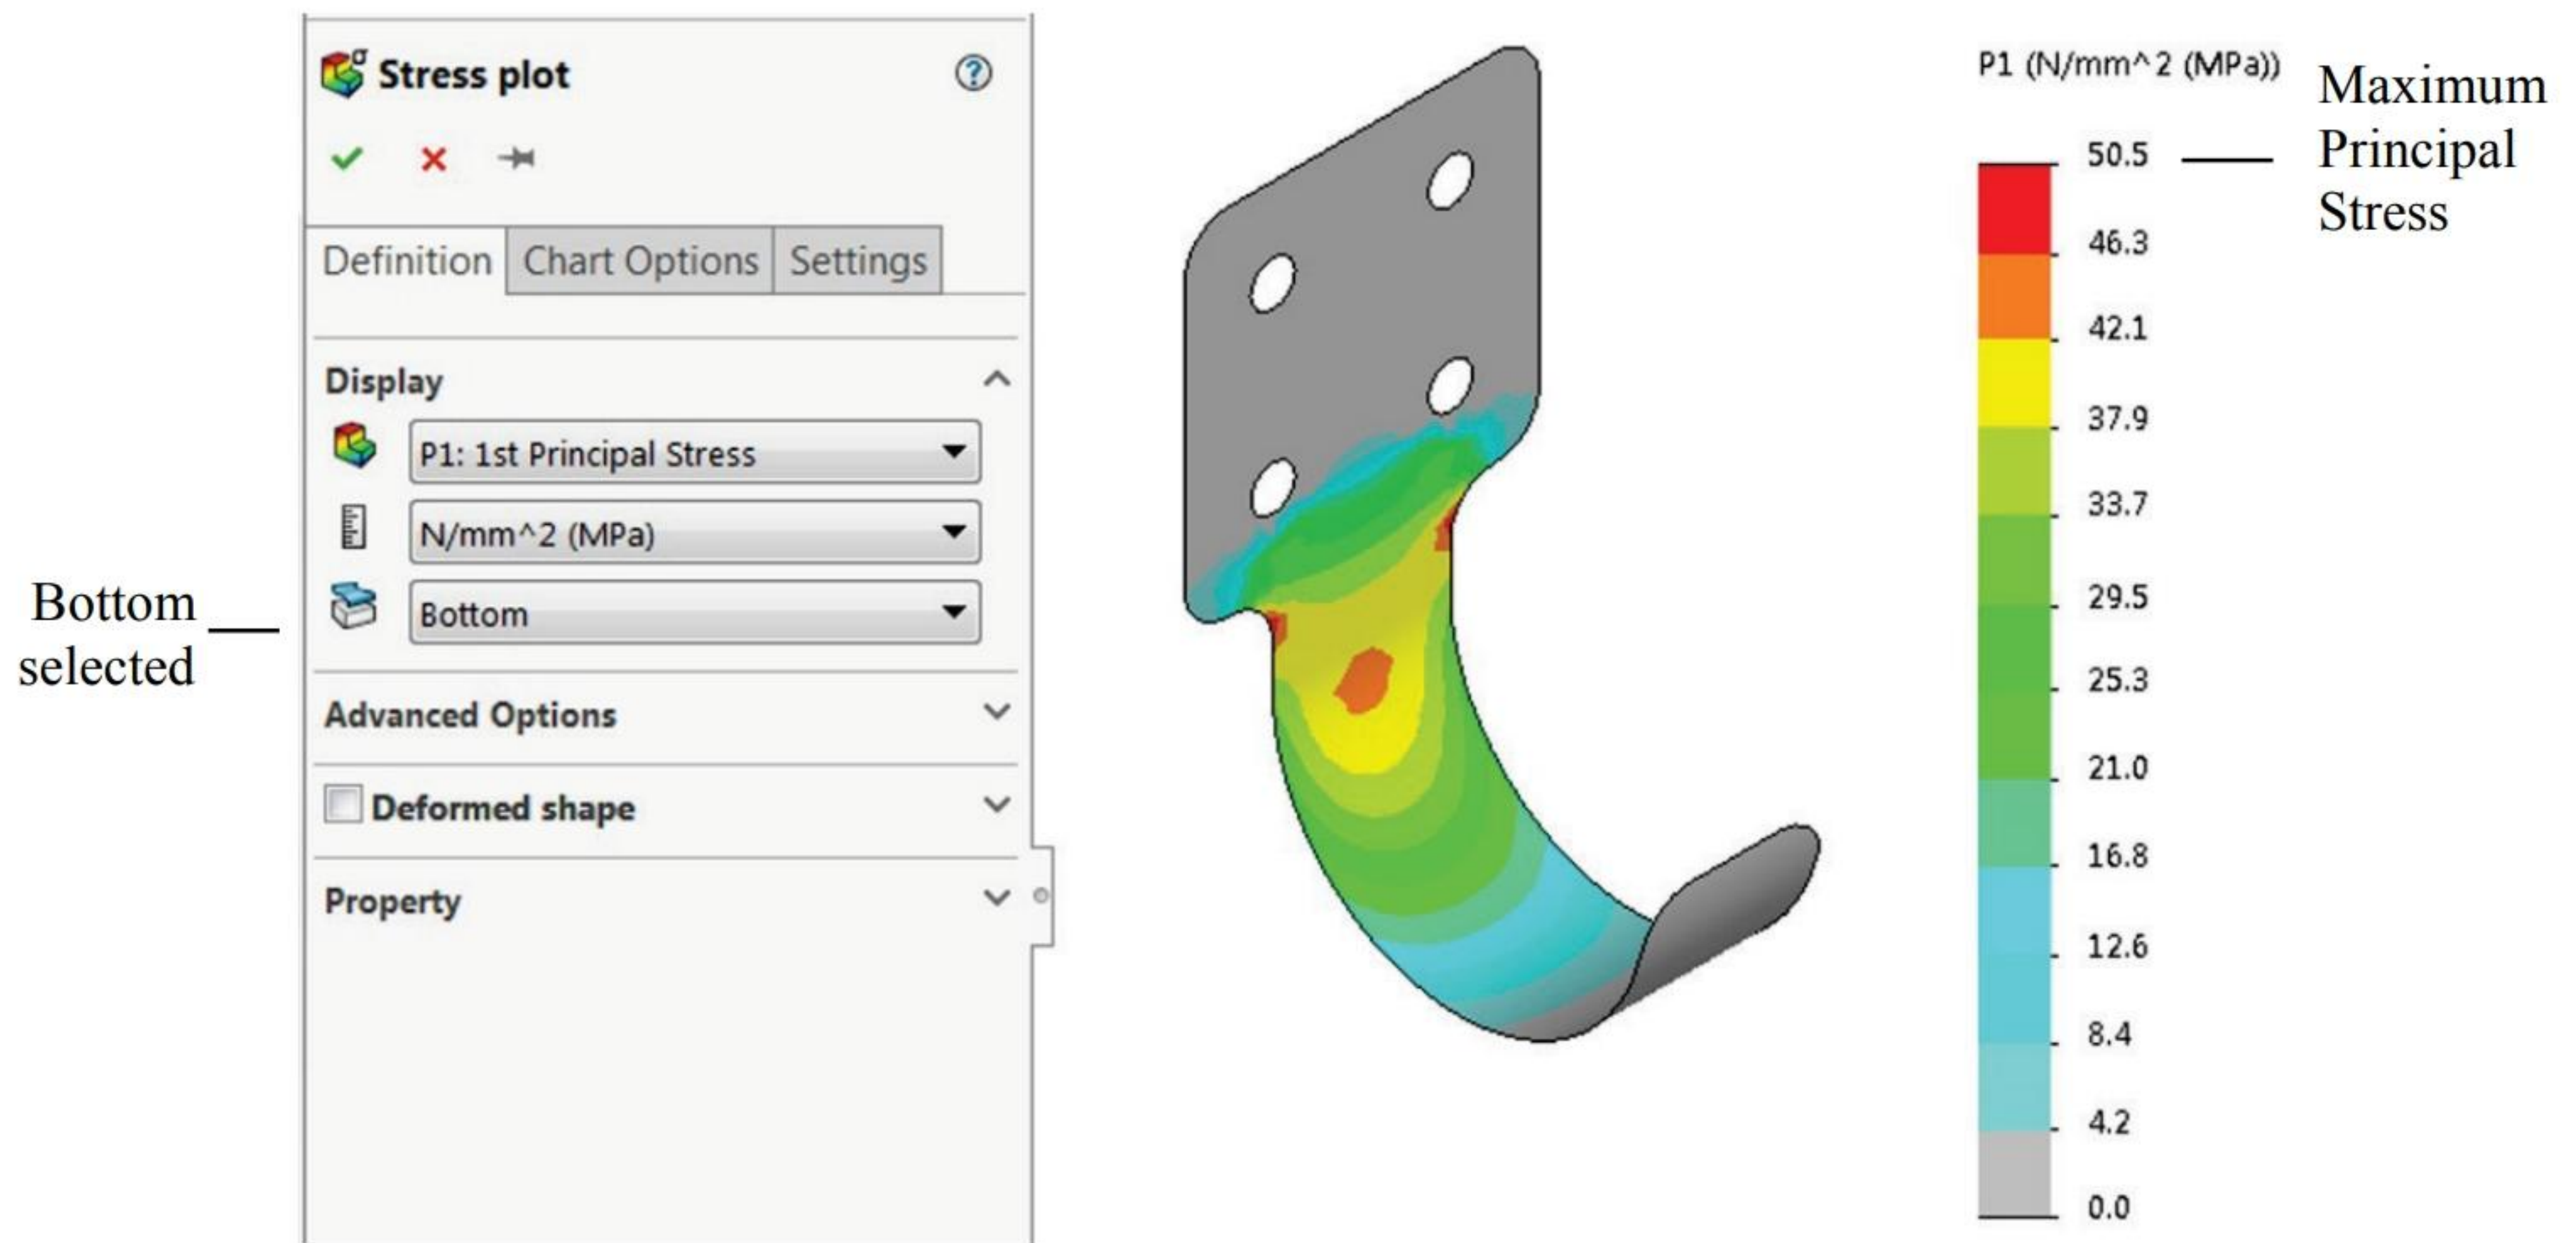 Stress plot
?
Definition
Chart Options
Settings
Display
P1: 1st Principal Stress
N/mm^2 (MPa)
Bottom
Advanced Options
Deformed shape
Property
Bottom
selected
P1 (N/mm^2 (MPa))
50.5
46.3
42.1
37.9
33.7
29.5
25.3
21.0
16.8
12.6
8.4
4.2
0.0
Maximum
Principal
Stress